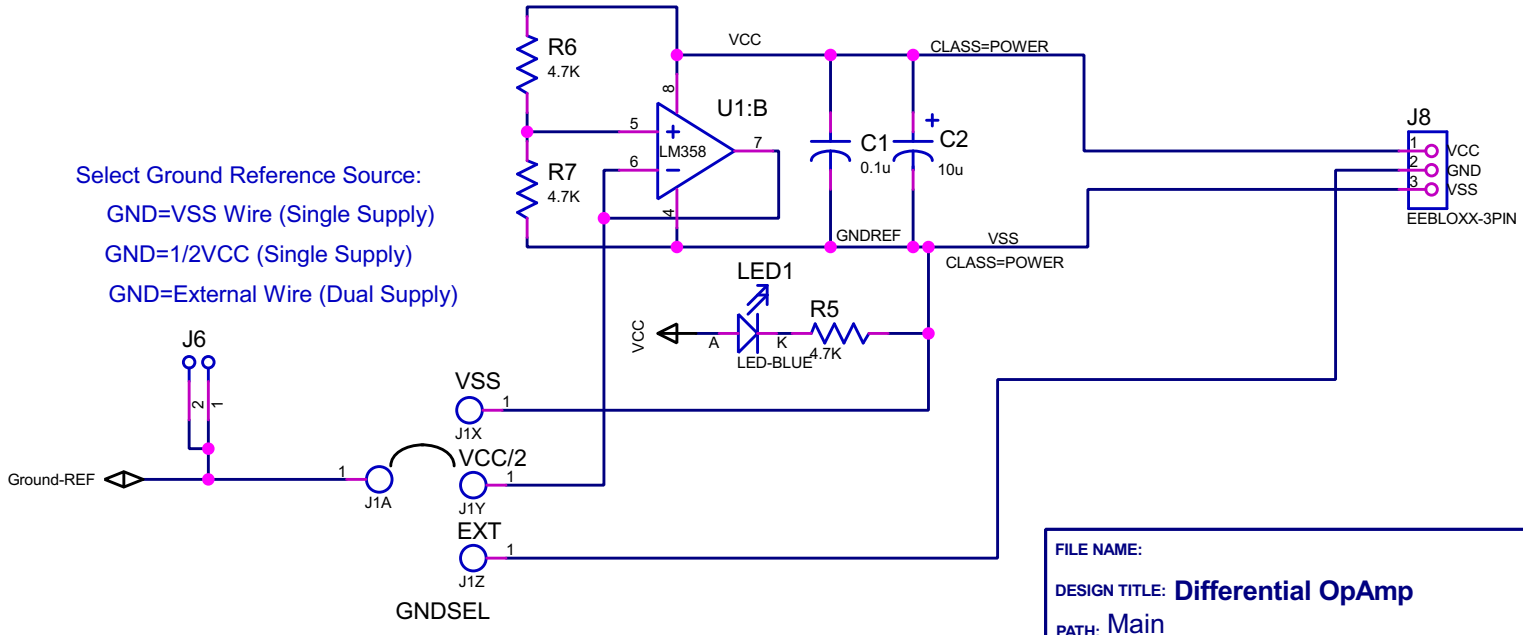 R6
4.7K
VCC
CLASS=POWER
8
U1:B
5
+
LM358
7
6
−
4
R7
4.7K
C1
0.1u
+
C2
10u
J8
1
VCC
2
GND
3
VSS
EEBLOXX-3PIN
GNDREF
VSS
CLASS=POWER
Select Ground Reference Source:
GND=VSS Wire (Single Supply)
GND=1/2VCC (Single Supply)
GND=External Wire (Dual Supply)
LED1
R5
VCC
A
K
LED-BLUE
4.7K
J6
2
1
VSS
1
J1X
Ground-REF
1
J1A
VCC/2
1
J1Y
EXT
1
J1Z
GNDSEL
FILE NAME:
DESIGN TITLE: Differential OpAmp
PATH: Main